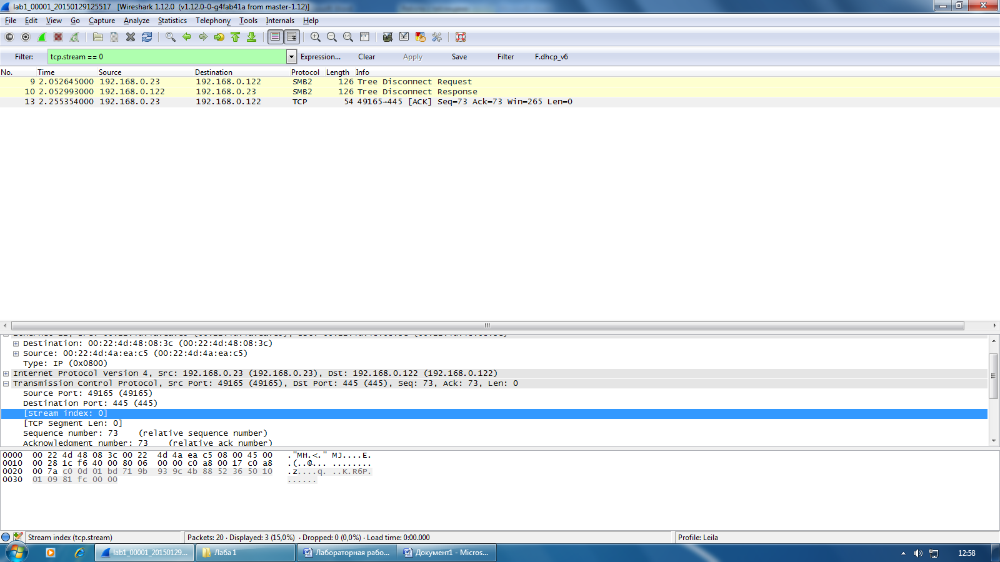 lab1_00001_20150129125517 [Wireshark 1.12.0 (v1.12.0-0-g4fab41a from master-1.12)]
File Edit View Go Capture Analyze Statistics Telephony Tools Internals Help
Filter: tcp.stream == 0 Expression... Clear Apply Save Filter F.dhcp_v6
No. Time Source Destination Protocol Length Info
9 2.052645000 192.168.0.23 192.168.0.122 SMB2 126 Tree Disconnect Request
10 2.052993000 192.168.0.122 192.168.0.23 SMB2 126 Tree Disconnect Response
13 2.255354000 192.168.0.23 192.168.0.122 TCP 54 49165→445 [ACK] Seq=73 Ack=73 Win=265 Len=0
Destination: 00:22:4d:48:08:3c (00:22:4d:48:08:3c)
Source: 00:22:4d:4a:ea:c5 (00:22:4d:4a:ea:c5)
Type: IP (0x0800)
Internet Protocol Version 4, Src: 192.168.0.23 (192.168.0.23), Dst: 192.168.0.122 (192.168.0.122)
Transmission Control Protocol, Src Port: 49165 (49165), Dst Port: 445 (445), Seq: 73, Ack: 73, Len: 0
Source Port: 49165 (49165)
Destination Port: 445 (445)
[Stream index: 0]
[TCP Segment Len: 0]
Sequence number: 73 (relative sequence number)
Acknowledgment number: 73 (relative ack number)
0000 00 22 4d 48 08 3c 00 22 4d 4a ea c5 08 00 45 00 ."MH.<." MJ....E.
0010 00 28 1c f6 40 00 80 06 00 00 c0 a8 00 17 c0 a8 .(..@... ........
0020 00 7a c0 0d 01 bd 71 9b 93 9c 4b 88 52 36 50 10 .z....q. ..K.R6P.
0030 01 09 81 fc 00 00 ......
Stream index (tcp.stream) Packets: 20 · Displayed: 3 (15,0%) · Dropped: 0 (0,0%) · Load time: 0:00.000 Profile: Leila
lab1_00001_20150129... Лаба 1 Лабораторная рабо... Документ1 - Micros... 12:58